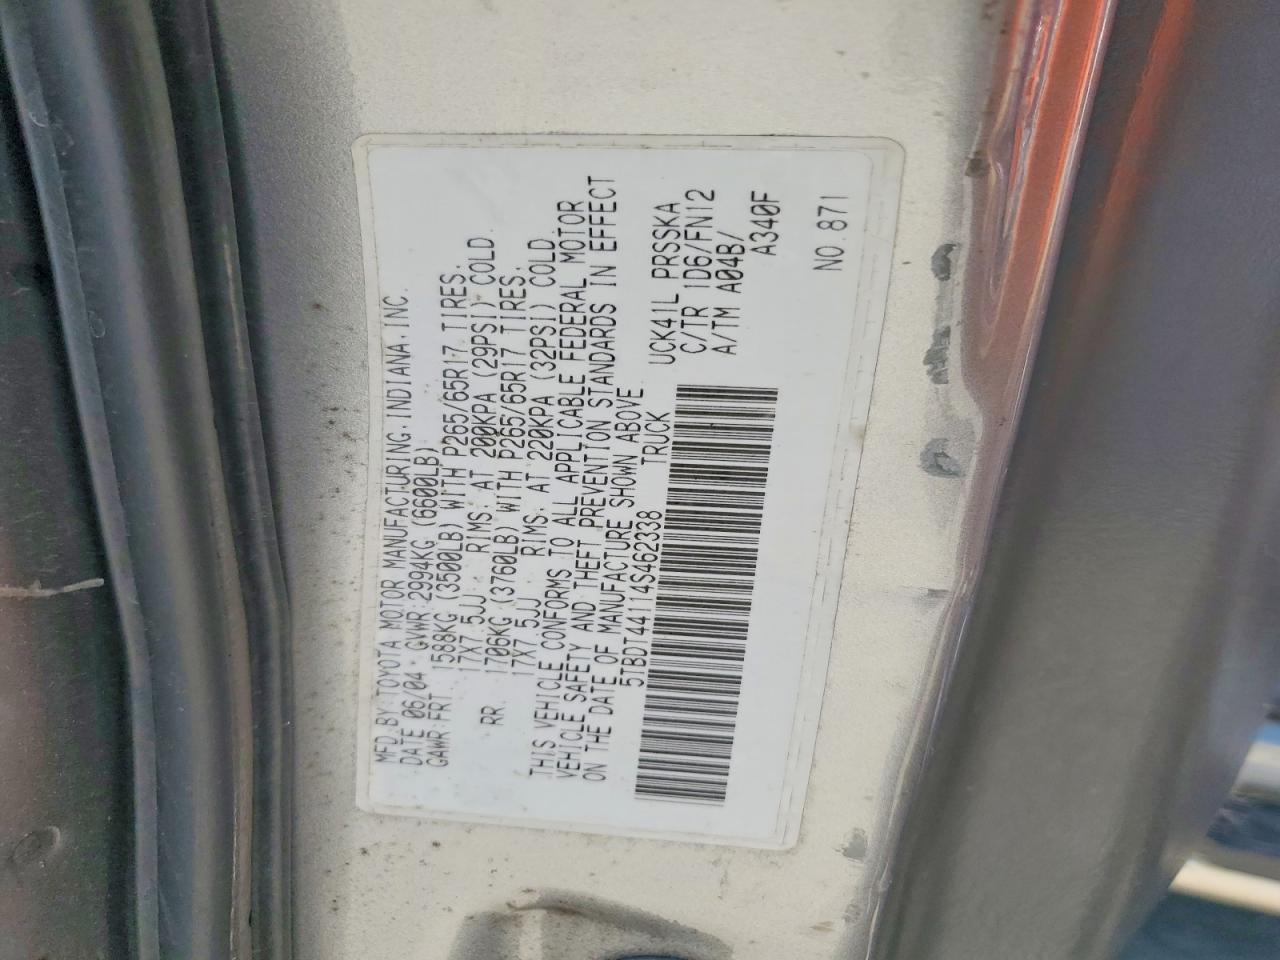 MFD.BY:TOYOTA MOTOR MANUFACTURING,INDIANA,INC.
DATE 06/04 GVWR:2994KG (6600LB)
GAWR:FRT. 1588KG (3500LB) WITH P265/65R17 TIRES.
17X7.5JJ RIMS: AT 200KPA (29PSI) COLD
RR. 1706KG (3760LB) WITH P265/65R17 TIRES.
17X7.5JJ RIMS: AT 220KPA (32PSI) COLD
THIS VEHICLE CONFORMS TO ALL APPLICABLE FEDERAL MOTOR
VEHICLE SAFETY AND THEFT PREVENTION STANDARDS IN EFFECT
ON THE DATE OF MANUFACTURE SHOWN ABOVE
5TBDT44114S462338 TRUCK
UCK41L PRSSKA
C/TR 1D6/FN12
A/TM A04B/
A340F
NO.871